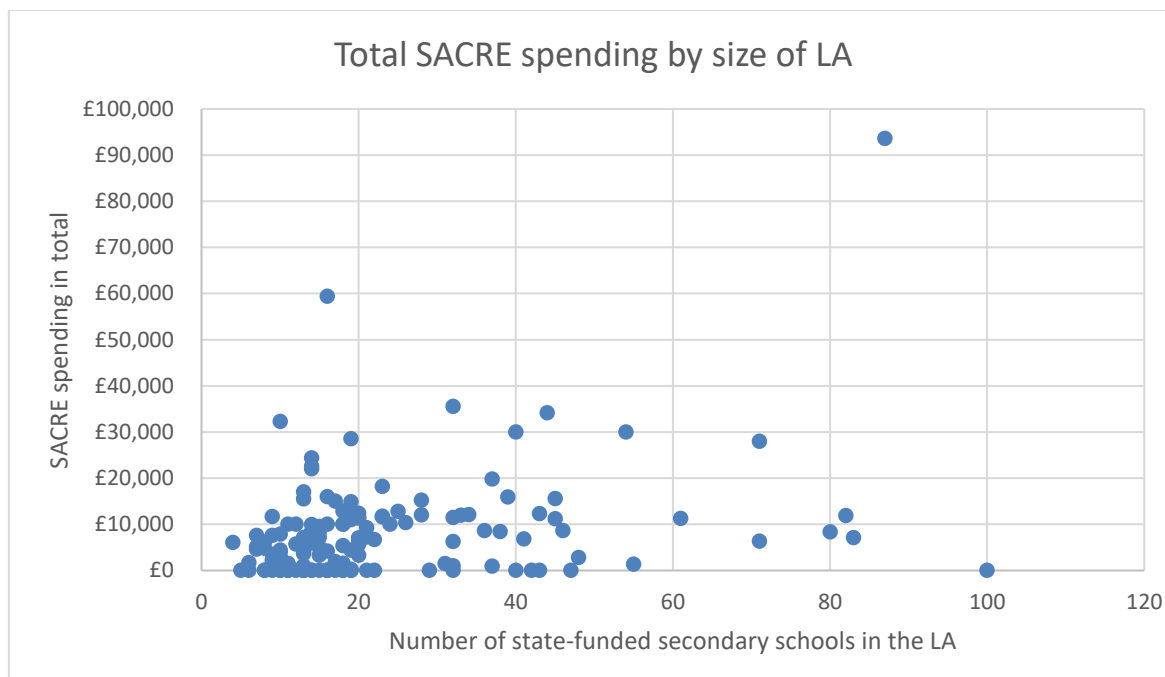 Total SACRE spending by size of LA
£100,000
£90,000
£80,000
£70,000
£60,000
£50,000
£40,000
£30,000
£20,000
£10,000
£0
SACRE spending in total
0 20 40 60 80 100 120
Number of state-funded secondary schools in the LA